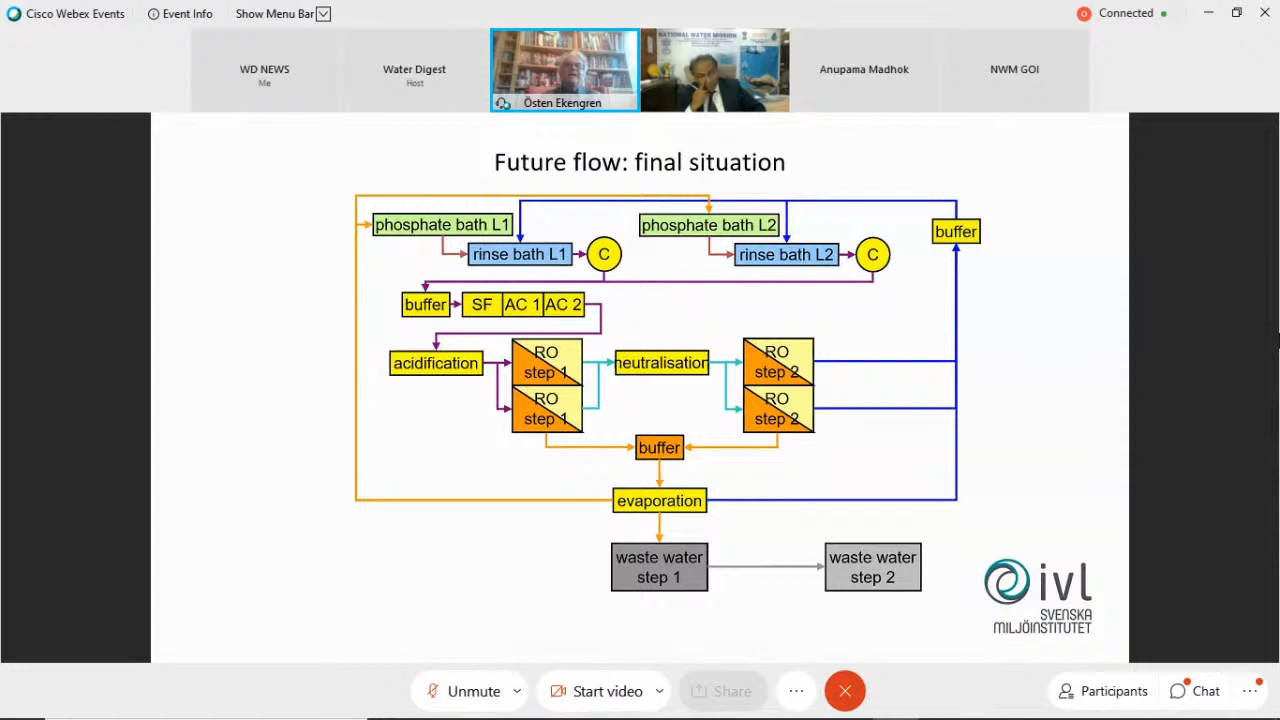 Cisco Webex Events
Event Info
Show Menu Bar
Connected
WD NEWS
Me
Water Digest
Host
Östen Ekengren
NATIONAL WATER MISSION
Anupama Madhok
NWM GOI
Future flow: final situation
phosphate bath L1
phosphate bath L2
buffer
rinse bath L1
C
rinse bath L2
C
buffer
SF
AC 1
AC 2
acidification
RO
step 1
neutralisation
RO
step 2
RO
step 1
RO
step 2
buffer
evaporation
waste water
step 1
waste water
step 2
ivl
SVENSKA
MILJÖINSTITUTET
Unmute
Start video
Share
Participants
Chat